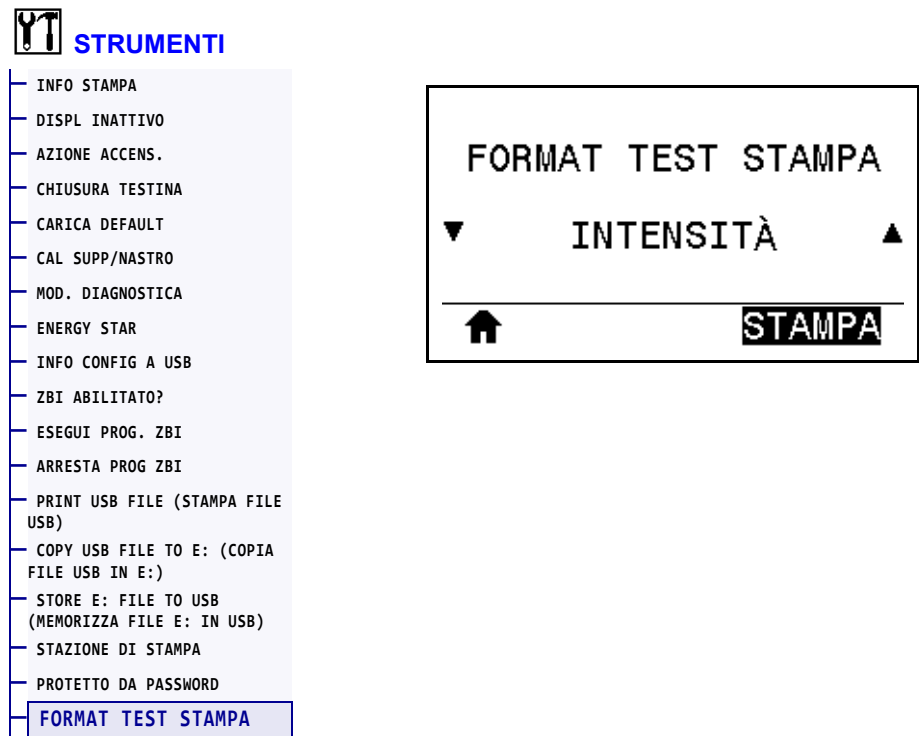 STRUMENTI
INFO STAMPA
DISPL INATTIVO
AZIONE ACCENS.
CHIUSURA TESTINA
CARICA DEFAULT
CAL SUPP/NASTRO
MOD. DIAGNOSTICA
ENERGY STAR
INFO CONFIG A USB
ZBI ABILITATO?
ESEGUI PROG. ZBI
ARRESTA PROG ZBI
PRINT USB FILE (STAMPA FILE
USB)
COPY USB FILE TO E: (COPIA
FILE USB IN E:)
STORE E: FILE TO USB
(MEMORIZZA FILE E: IN USB)
STAZIONE DI STAMPA
PROTETTO DA PASSWORD
FORMAT TEST STAMPA
FORMAT TEST STAMPA
INTENSITÀ
STAMPA